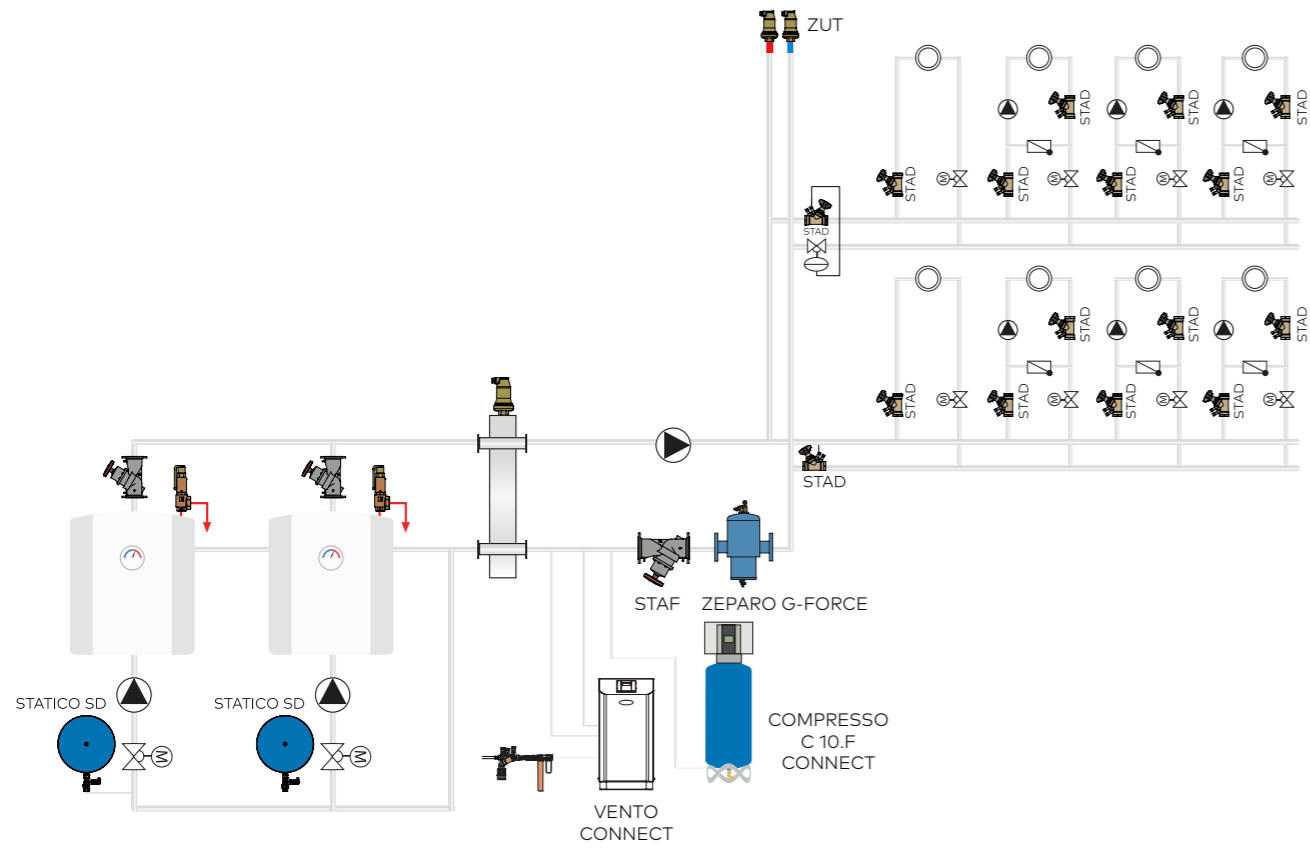 ZUT
STAD
STAD
STAD
STAD
STAD
STAD
STAD
M
M
M
M
STAD
STAD
STAD
STAD
STAD
STAD
STAD
STAD
M
M
M
M
STAD
STAF
ZEPARO G-FORCE
STATICO SD
STATICO SD
M
M
COMPRESSO
C 10.F
CONNECT
VENTO
CONNECT